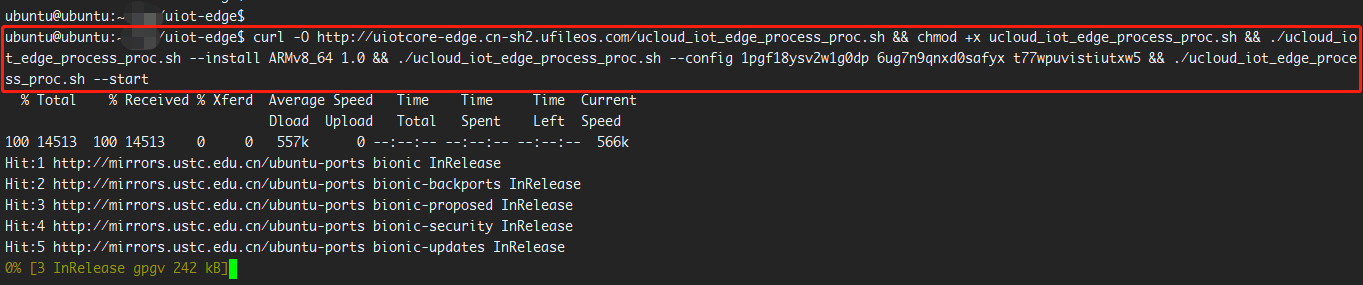 ubuntu@ubuntu:~ /uiot-edge$
ubuntu@ubuntu:~ /uiot-edge$ curl -O http://uiotcore-edge.cn-sh2.ufileos.com/ucloud_iot_edge_process_proc.sh && chmod +x ucloud_iot_edge_process_proc.sh && ./ucloud_io
t_edge_process_proc.sh --install ARMv8_64 1.0 && ./ucloud_iot_edge_process_proc.sh --config 1pgf18ysv2w1g0dp 6ug7n9qnxd0safyx t77wpuvistiutxw5 && ./ucloud_iot_edge_proce
ss_proc.sh --start
% Total % Received % Xferd Average Speed Time Time Time Current
Dload Upload Total Spent Left Speed
100 14513 100 14513 0 0 557k 0 --:--:-- --:--:-- --:--:-- 566k
Hit:1 http://mirrors.ustc.edu.cn/ubuntu-ports bionic InRelease
Hit:2 http://mirrors.ustc.edu.cn/ubuntu-ports bionic-backports InRelease
Hit:3 http://mirrors.ustc.edu.cn/ubuntu-ports bionic-proposed InRelease
Hit:4 http://mirrors.ustc.edu.cn/ubuntu-ports bionic-security InRelease
Hit:5 http://mirrors.ustc.edu.cn/ubuntu-ports bionic-updates InRelease
0% [3 InRelease gpgv 242 kB]